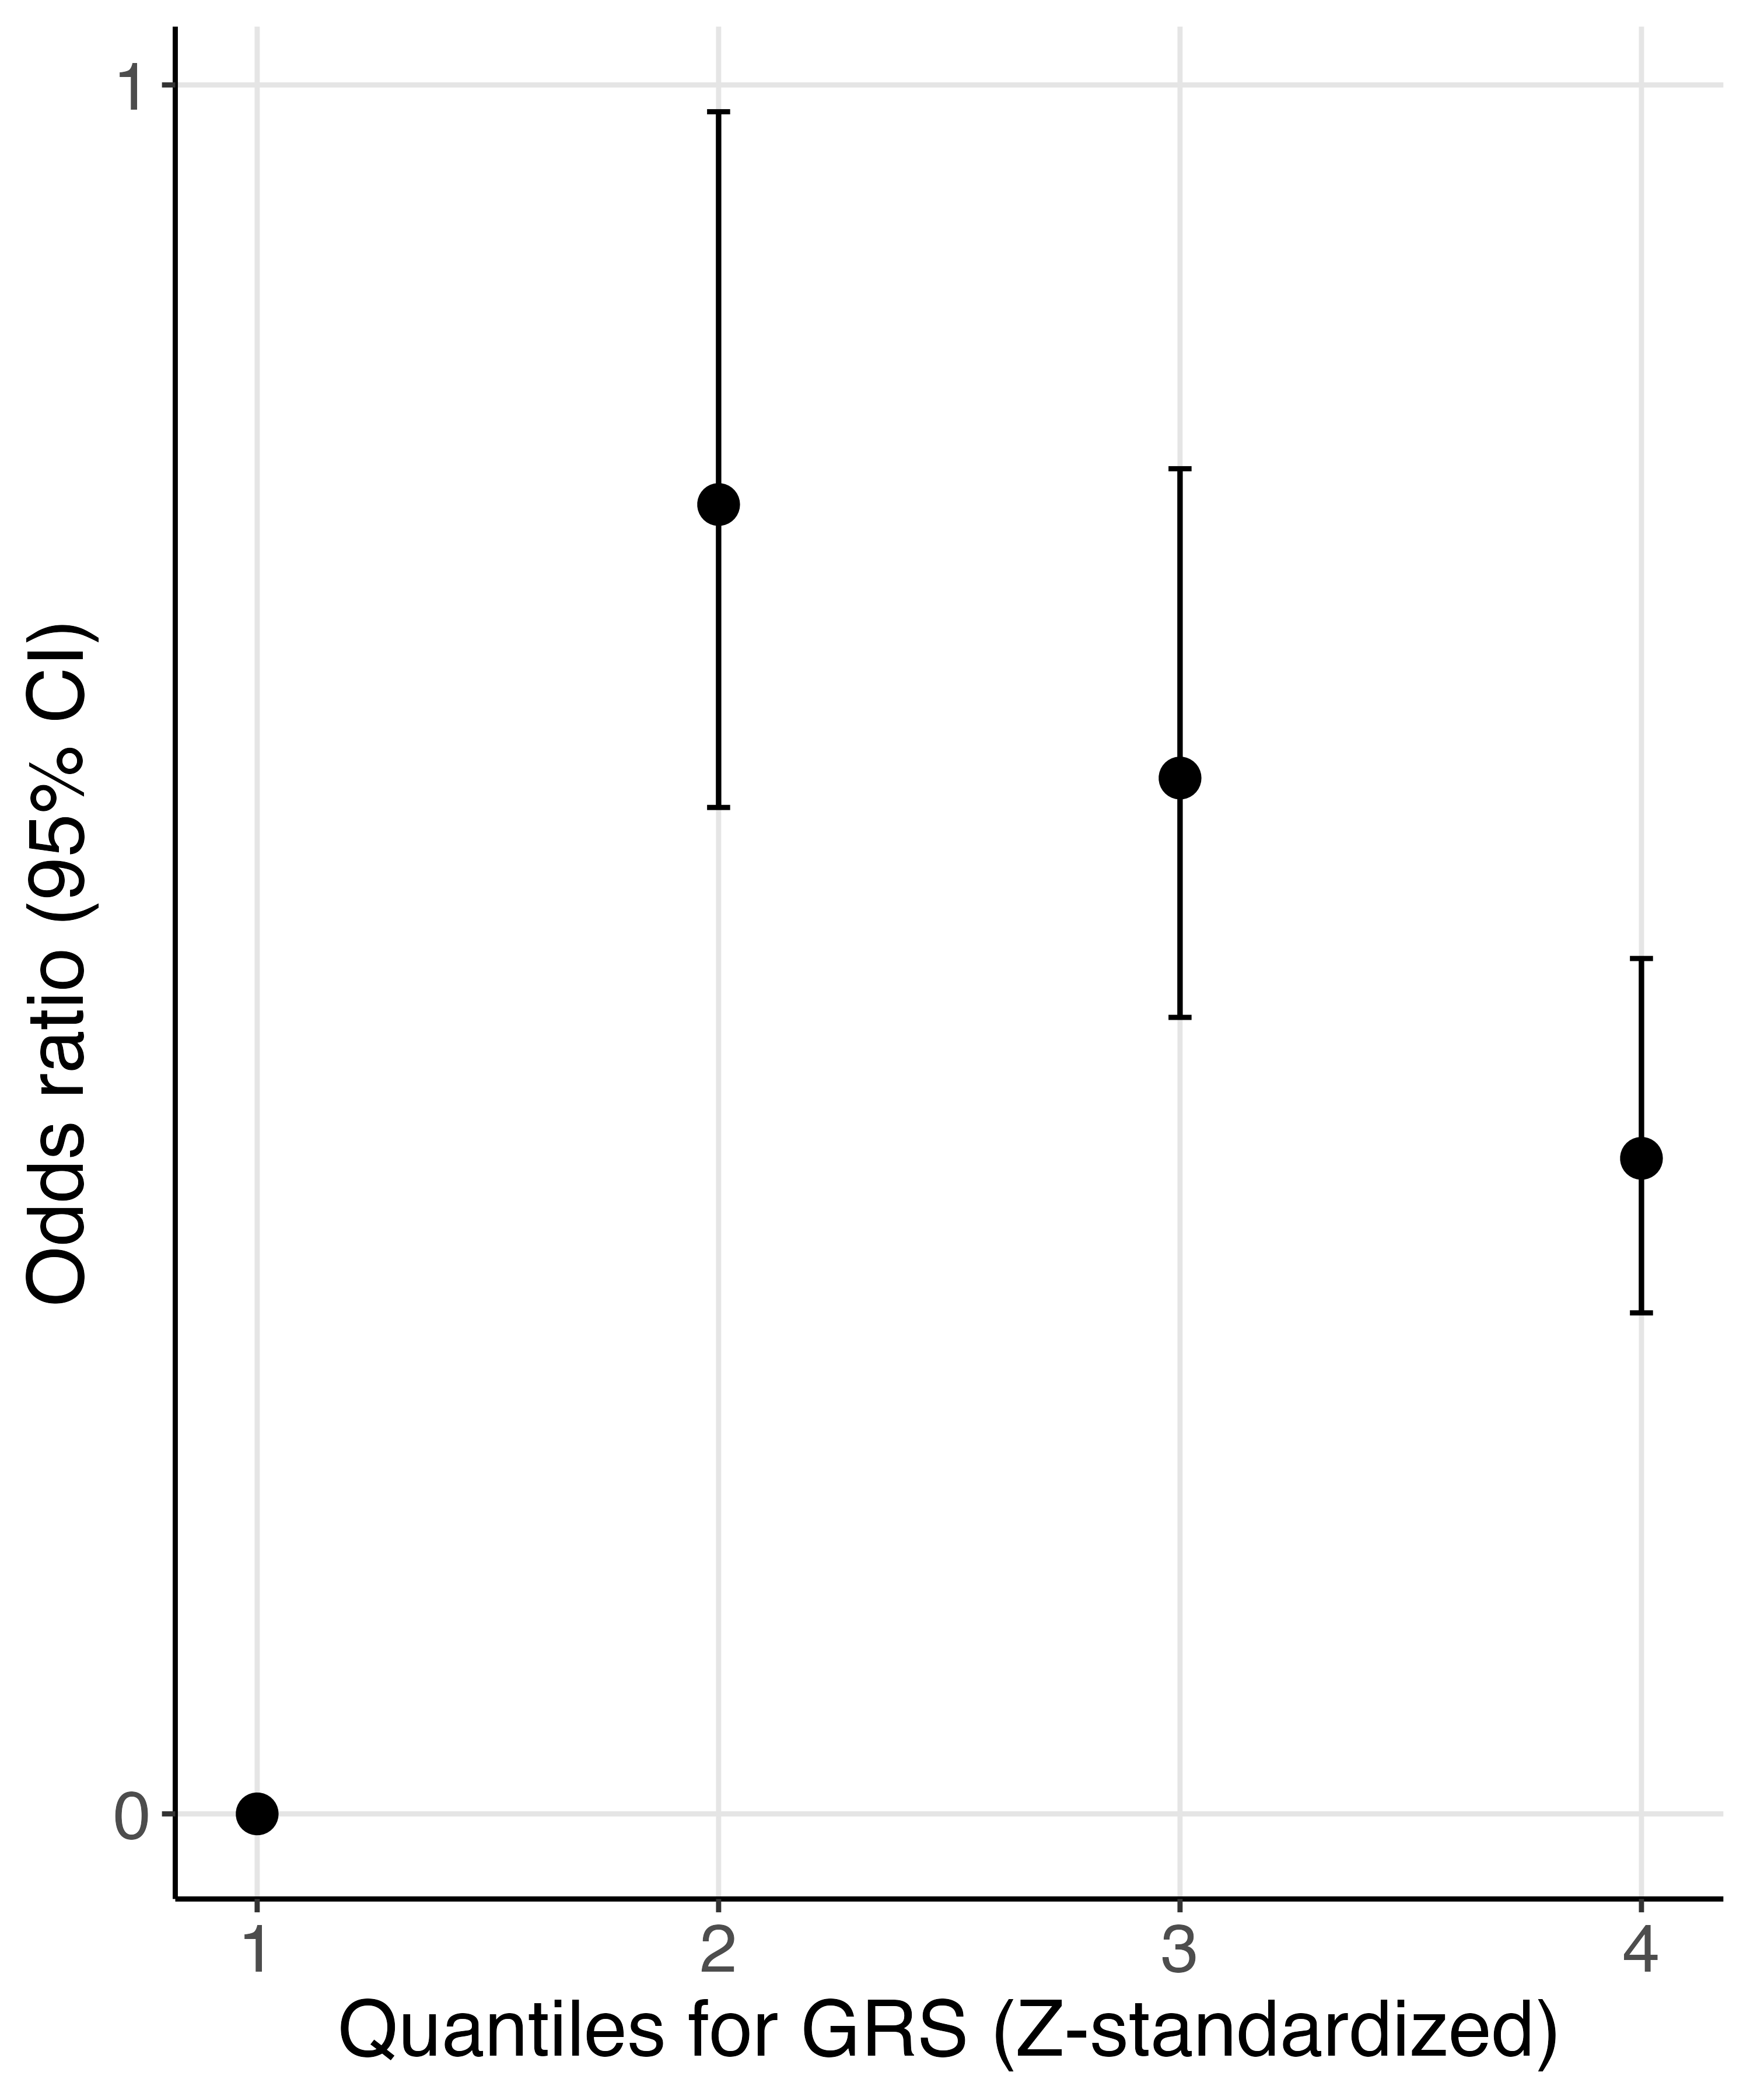 Odds ratio (95% CI)
1
0
1 2 3 4
Quantiles for GRS (Z-standardized)